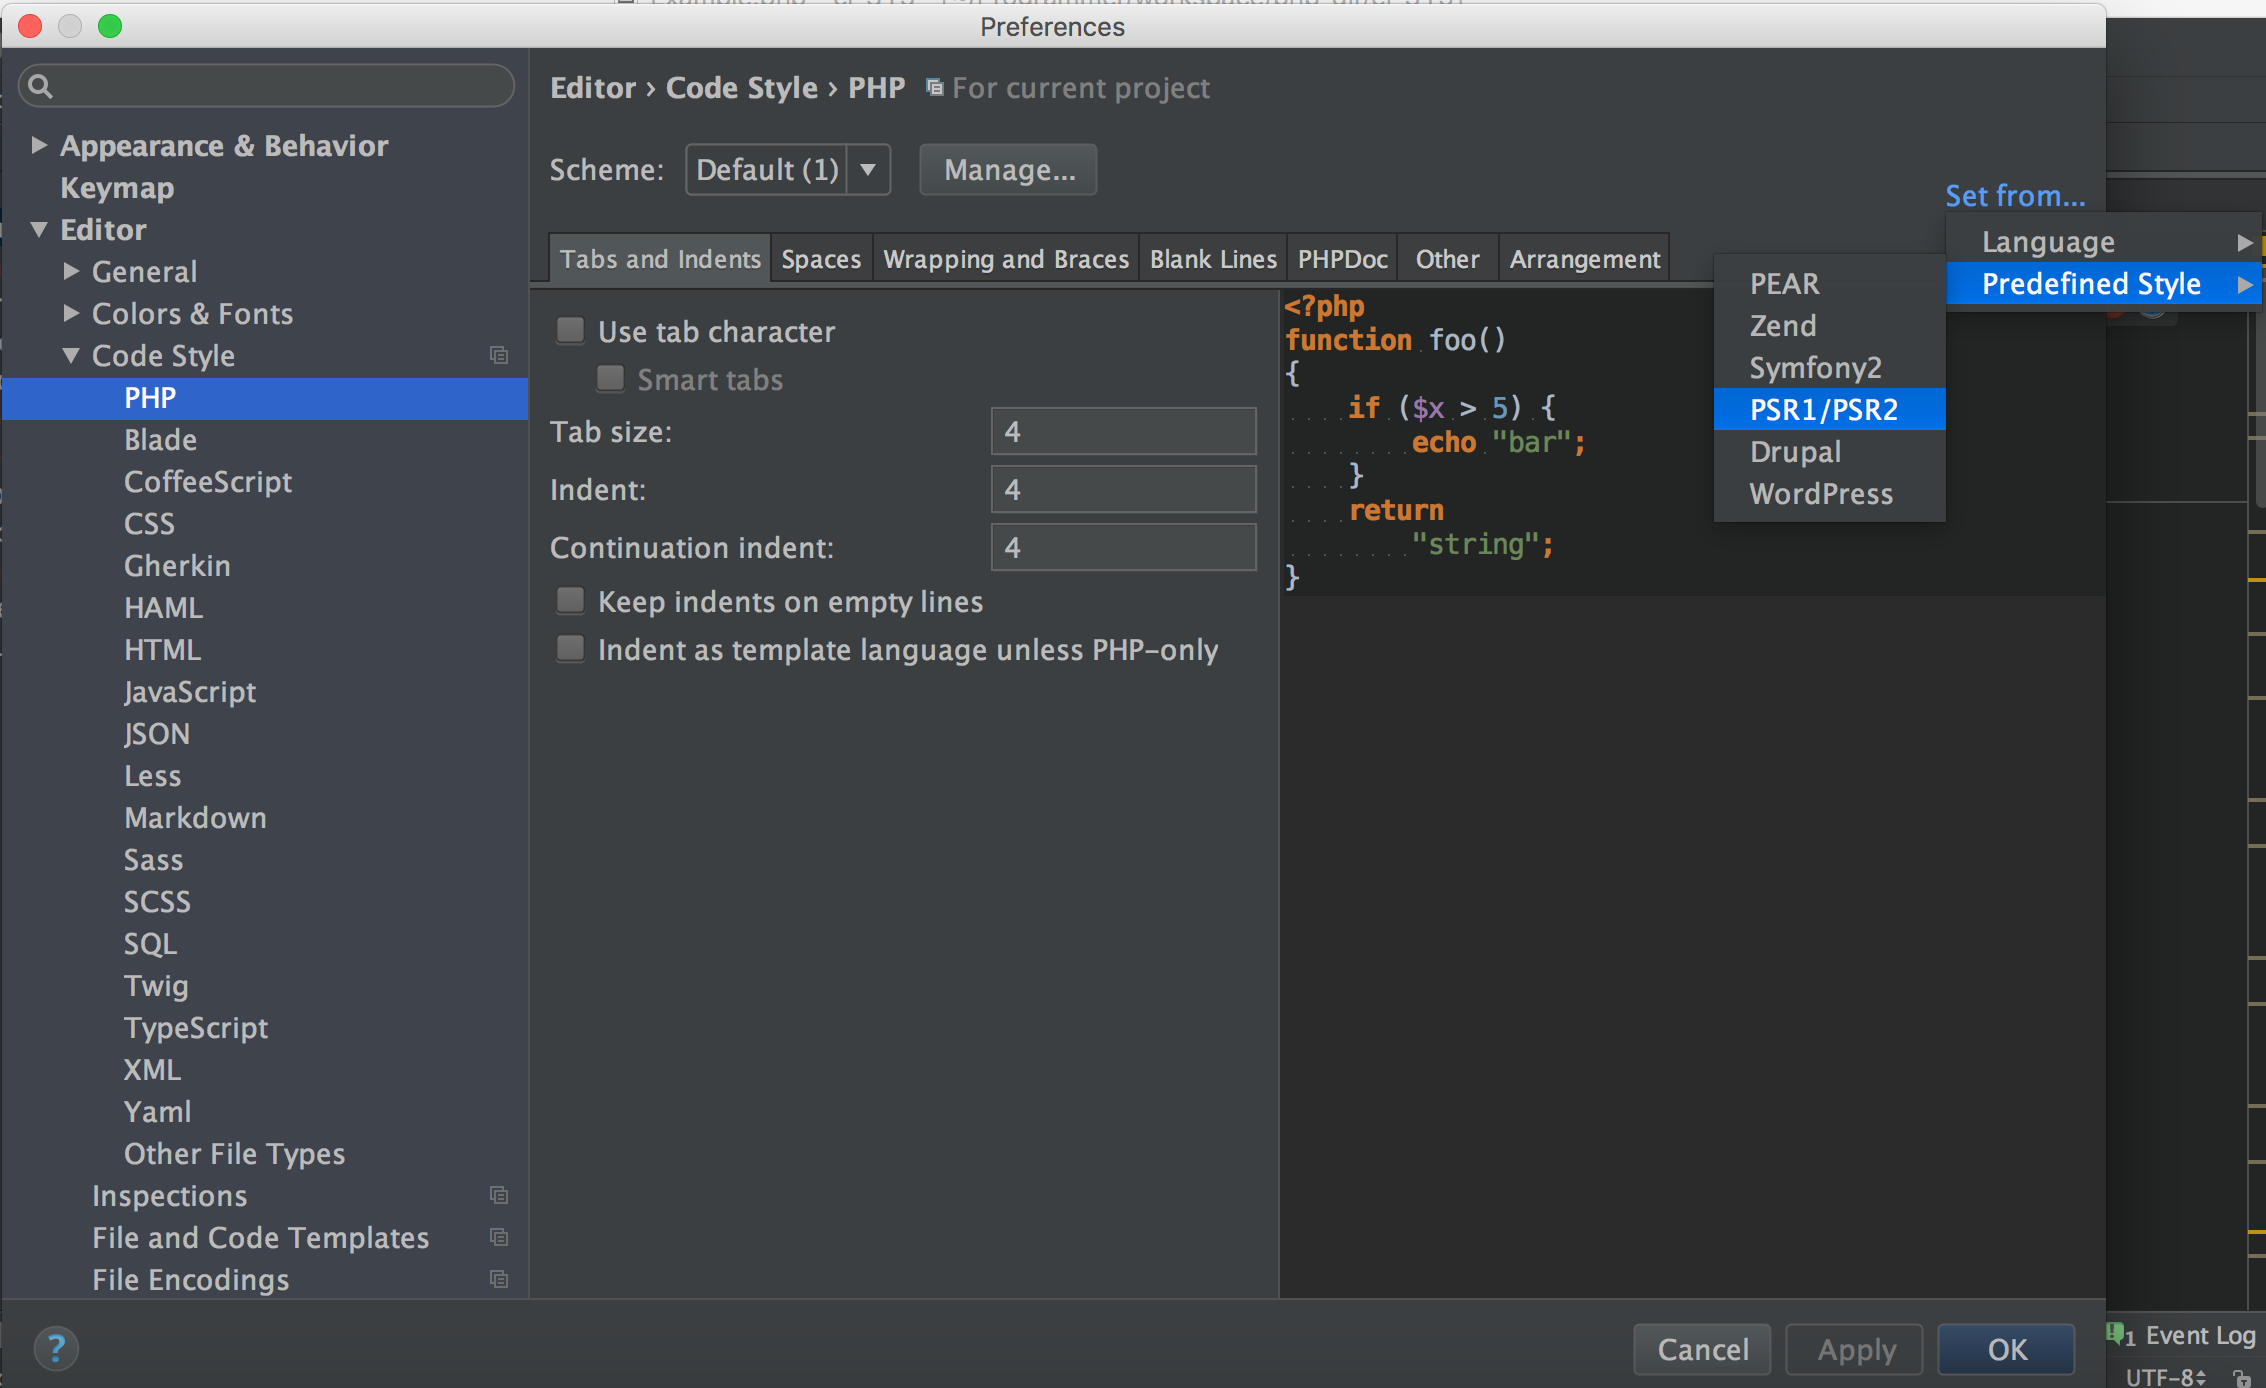 Preferences
Editor › Code Style › PHP For current project
Appearance & Behavior
Keymap
Editor
General
Colors & Fonts
Code Style
PHP
Blade
CoffeeScript
CSS
Gherkin
HAML
HTML
JavaScript
JSON
Less
Markdown
Sass
SCSS
SQL
Twig
TypeScript
XML
Yaml
Other File Types
Inspections
File and Code Templates
File Encodings
Scheme: Default (1) Manage...
Set from...
Language
Predefined Style
PEAR
Zend
Symfony2
PSR1/PSR2
Drupal
WordPress
Tabs and Indents Spaces Wrapping and Braces Blank Lines PHPDoc Other Arrangement
Use tab character
Smart tabs
Tab size: 4
Indent: 4
Continuation indent: 4
Keep indents on empty lines
Indent as template language unless PHP-only
<?php
function foo()
{
    if ($x > 5) {
        echo "bar";
    }
    return
        "string";
}
? Cancel Apply OK
1 Event Log
UTF-8